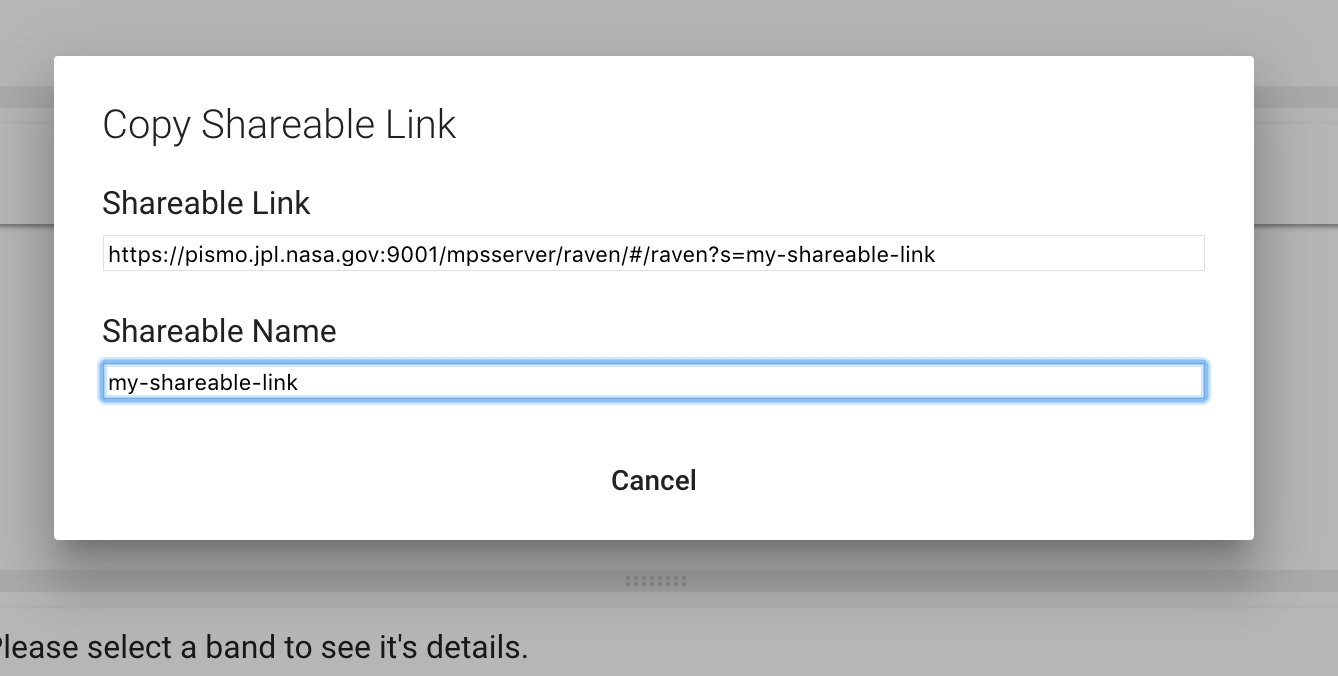 Copy Shareable Link
Shareable Link
https://pismo.jpl.nasa.gov:9001/mpsserver/raven/#/raven?s=my-shareable-link
Shareable Name
my-shareable-link
Cancel
Please select a band to see it's details.